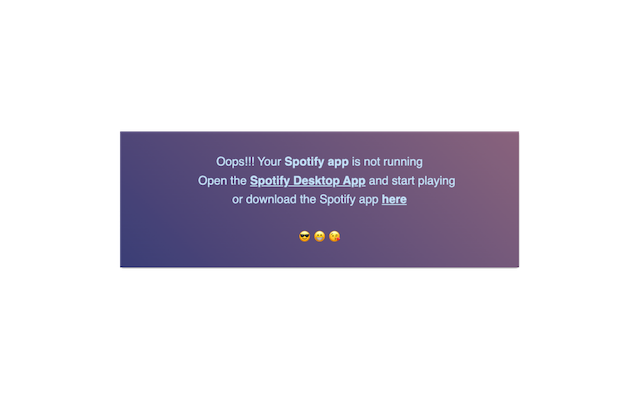 Oops!!! Your Spotify app is not running
Open the Spotify Desktop App and start playing
or download the Spotify app here
😎 😁 😘